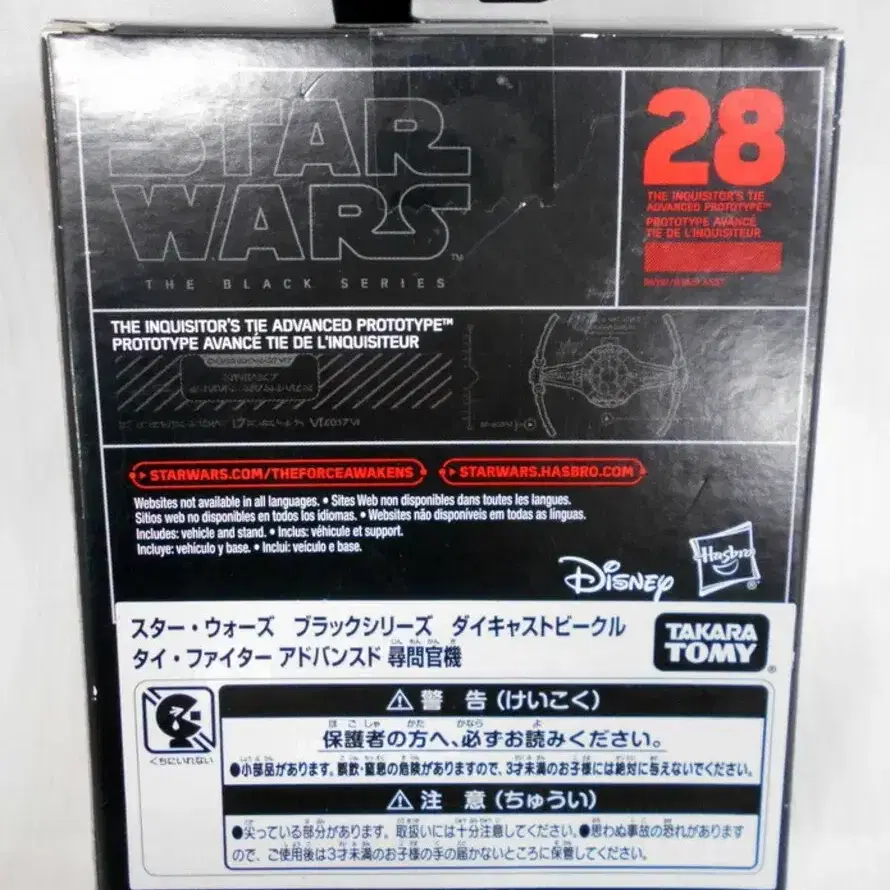 STAR
WARS™
THE BLACK SERIES
28
THE INQUISITOR'S TIE
ADVANCED PROTOTYPE™
PROTOTYPE AVANCÉ
TIE DE L'INQUISITEUR
THE INQUISITOR'S TIE ADVANCED PROTOTYPE™
PROTOTYPE AVANCÉ TIE DE L'INQUISITEUR
STARWARS.COM/THEFORCEAWAKENS
STARWARS.HASBRO.COM
Websites not available in all languages. • Sites Web non disponibles dans toutes les langues.
Sitios web no disponibles en todos los idiomas. • Websites não disponíveis em todas as línguas.
Includes: vehicle and stand. • Inclus: véhicule et support.
Incluye: vehículo y base. • Inclui: veículo e base.
Disney
Hasbro®
スター・ウォーズ ブラックシリーズ ダイキャストビークル
タイ・ファイター アドバンスド 尋問官機
TAKARA
TOMY®
くちにいれない
⚠警 告(けいこく)
保護者の方へ、必ずお読みください。
●小部品があります。誤飲・窒息の危険がありますので、3才未満のお子様には絶対に与えないでください。
⚠注 意(ちゅうい)
●尖っている部分があります。取扱いには十分注意してください。●思わぬ事故の恐れがあります
ので、ご使用後は3才未満のお子様の手の届かないところに保管してください。